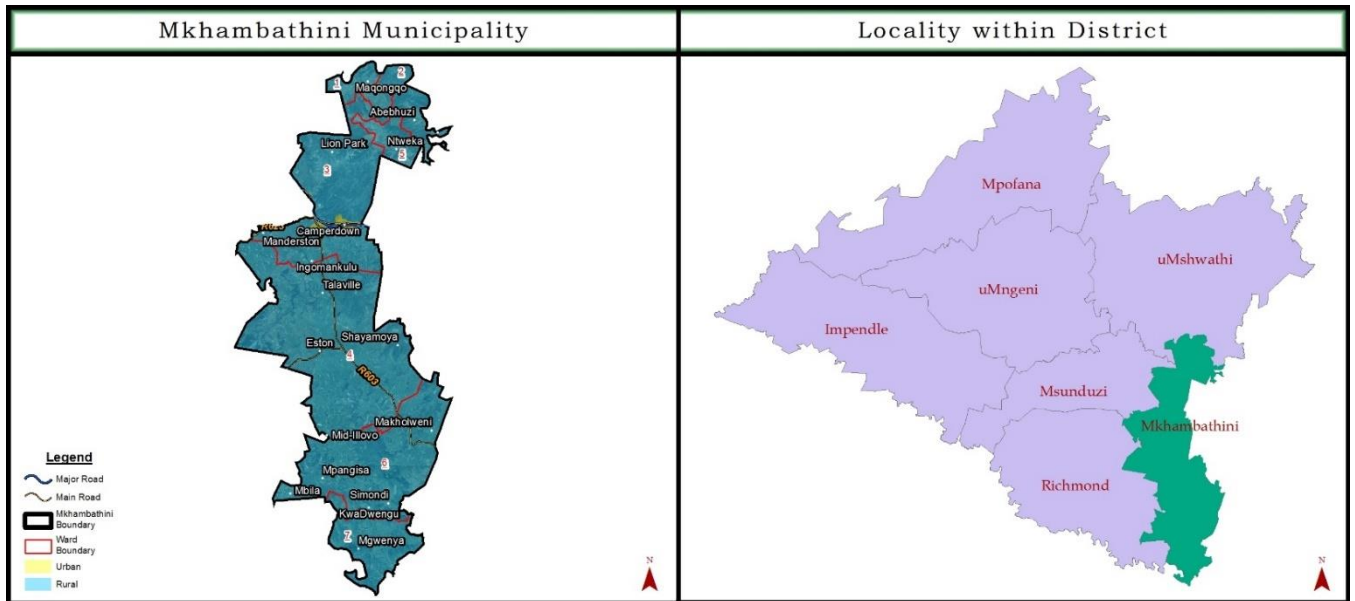 Mkhambathini Municipality
1
2
Maqongqo
Abebhuzi
Lion Park
Ntweka
5
3
Camperdown
Manderston
Ingomankulu
Talaville
Shayamoya
Eston
4
R603
Makholweni
Mid-Illovo
Mpangisa
6
Mbila
Simondi
KwaDwengu
7
Mgwenya
Legend
Major Road
Main Road
Mkhambathini
Boundary
Ward
Boundary
Urban
Rural
N
Locality within District
Mpofana
uMshwathi
uMngeni
Impendle
Msunduzi
Mkhambathini
Richmond
N